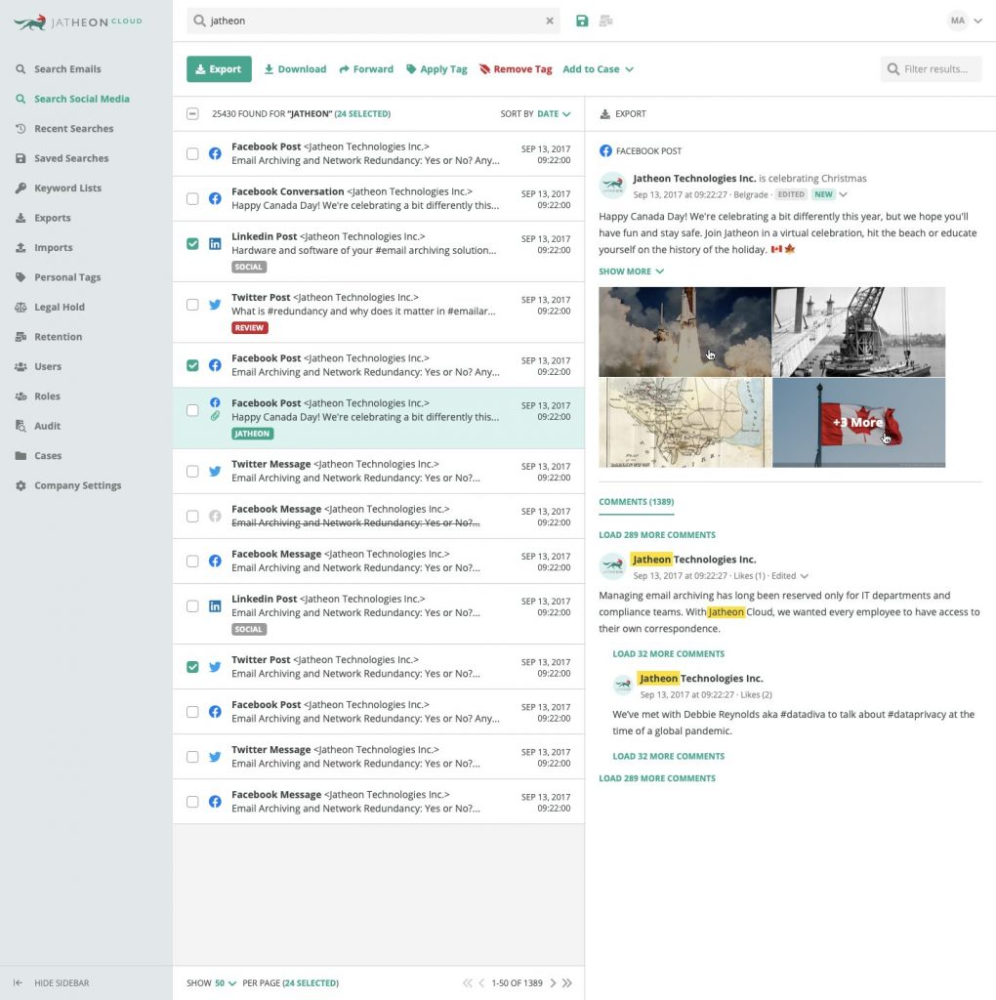 JATHEON CLOUD
jatheon
MA
Search Emails
Search Social Media
Recent Searches
Saved Searches
Keyword Lists
Exports
Imports
Personal Tags
Legal Hold
Retention
Users
Roles
Audit
Cases
Company Settings
HIDE SIDEBAR
Export Download Forward Apply Tag Remove Tag Add to Case
Filter results...
25430 FOUND FOR "JATHEON" (24 SELECTED) SORT BY DATE
Facebook Post <Jatheon Technologies Inc.> SEP 13, 2017
Email Archiving and Network Redundancy: Yes or No? Any... 09:22:00
Facebook Conversation <Jatheon Technologies Inc.> SEP 13, 2017
Happy Canada Day! We're celebrating a bit differently this... 09:22:00
Linkedin Post <Jatheon Technologies Inc.> SEP 13, 2017
Hardware and software of your #email archiving solution... 09:22:00
SOCIAL
Twitter Post <Jatheon Technologies Inc.> SEP 13, 2017
What is #redundancy and why does it matter in #emailar... 09:22:00
REVIEW
Facebook Post <Jatheon Technologies Inc.> SEP 13, 2017
Email Archiving and Network Redundancy: Yes or No? Any... 09:22:00
Facebook Post <Jatheon Technologies Inc.> SEP 13, 2017
Happy Canada Day! We're celebrating a bit differently this... 09:22:00
JATHEON
Twitter Message <Jatheon Technologies Inc.> SEP 13, 2017
Email Archiving and Network Redundancy: Yes or No?... 09:22:00
Facebook Message <Jatheon Technologies Inc.> SEP 13, 2017
Email Archiving and Network Redundancy: Yes or No?... 09:22:00
Facebook Message <Jatheon Technologies Inc.> SEP 13, 2017
Email Archiving and Network Redundancy: Yes or No?... 09:22:00
Linkedin Post <Jatheon Technologies Inc.> SEP 13, 2017
Email Archiving and Network Redundancy: Yes or No?... 09:22:00
SOCIAL
Twitter Post <Jatheon Technologies Inc.> SEP 13, 2017
Email Archiving and Network Redundancy: Yes or No?... 09:22:00
Facebook Post <Jatheon Technologies Inc.> SEP 13, 2017
Email Archiving and Network Redundancy: Yes or No? Any... 09:22:00
Twitter Message <Jatheon Technologies Inc.> SEP 13, 2017
Email Archiving and Network Redundancy: Yes or No?... 09:22:00
Facebook Message <Jatheon Technologies Inc.> SEP 13, 2017
Email Archiving and Network Redundancy: Yes or No?... 09:22:00
SHOW 50 PER PAGE (24 SELECTED) 1-50 OF 1389
EXPORT
FACEBOOK POST
Jatheon Technologies Inc. is celebrating Christmas
Sep 13, 2017 at 09:22:27 · Belgrade · EDITED NEW
Happy Canada Day! We're celebrating a bit differently this year, but we hope you'll
have fun and stay safe. Join Jatheon in a virtual celebration, hit the beach or educate
yourself on the history of the holiday. 🇨🇦 🍁
SHOW MORE
+3 More
COMMENTS (1389)
LOAD 289 MORE COMMENTS
Jatheon Technologies Inc.
Sep 13, 2017 at 09:22:27 · Likes (1) · Edited
Managing email archiving has long been reserved only for IT departments and
compliance teams. With Jatheon Cloud, we wanted every employee to have access to
their own correspondence.
LOAD 32 MORE COMMENTS
Jatheon Technologies Inc.
Sep 13, 2017 at 09:22:27 · Likes (2)
We've met with Debbie Reynolds aka #datadiva to talk about #dataprivacy at the
time of a global pandemic.
LOAD 32 MORE COMMENTS
LOAD 289 MORE COMMENTS